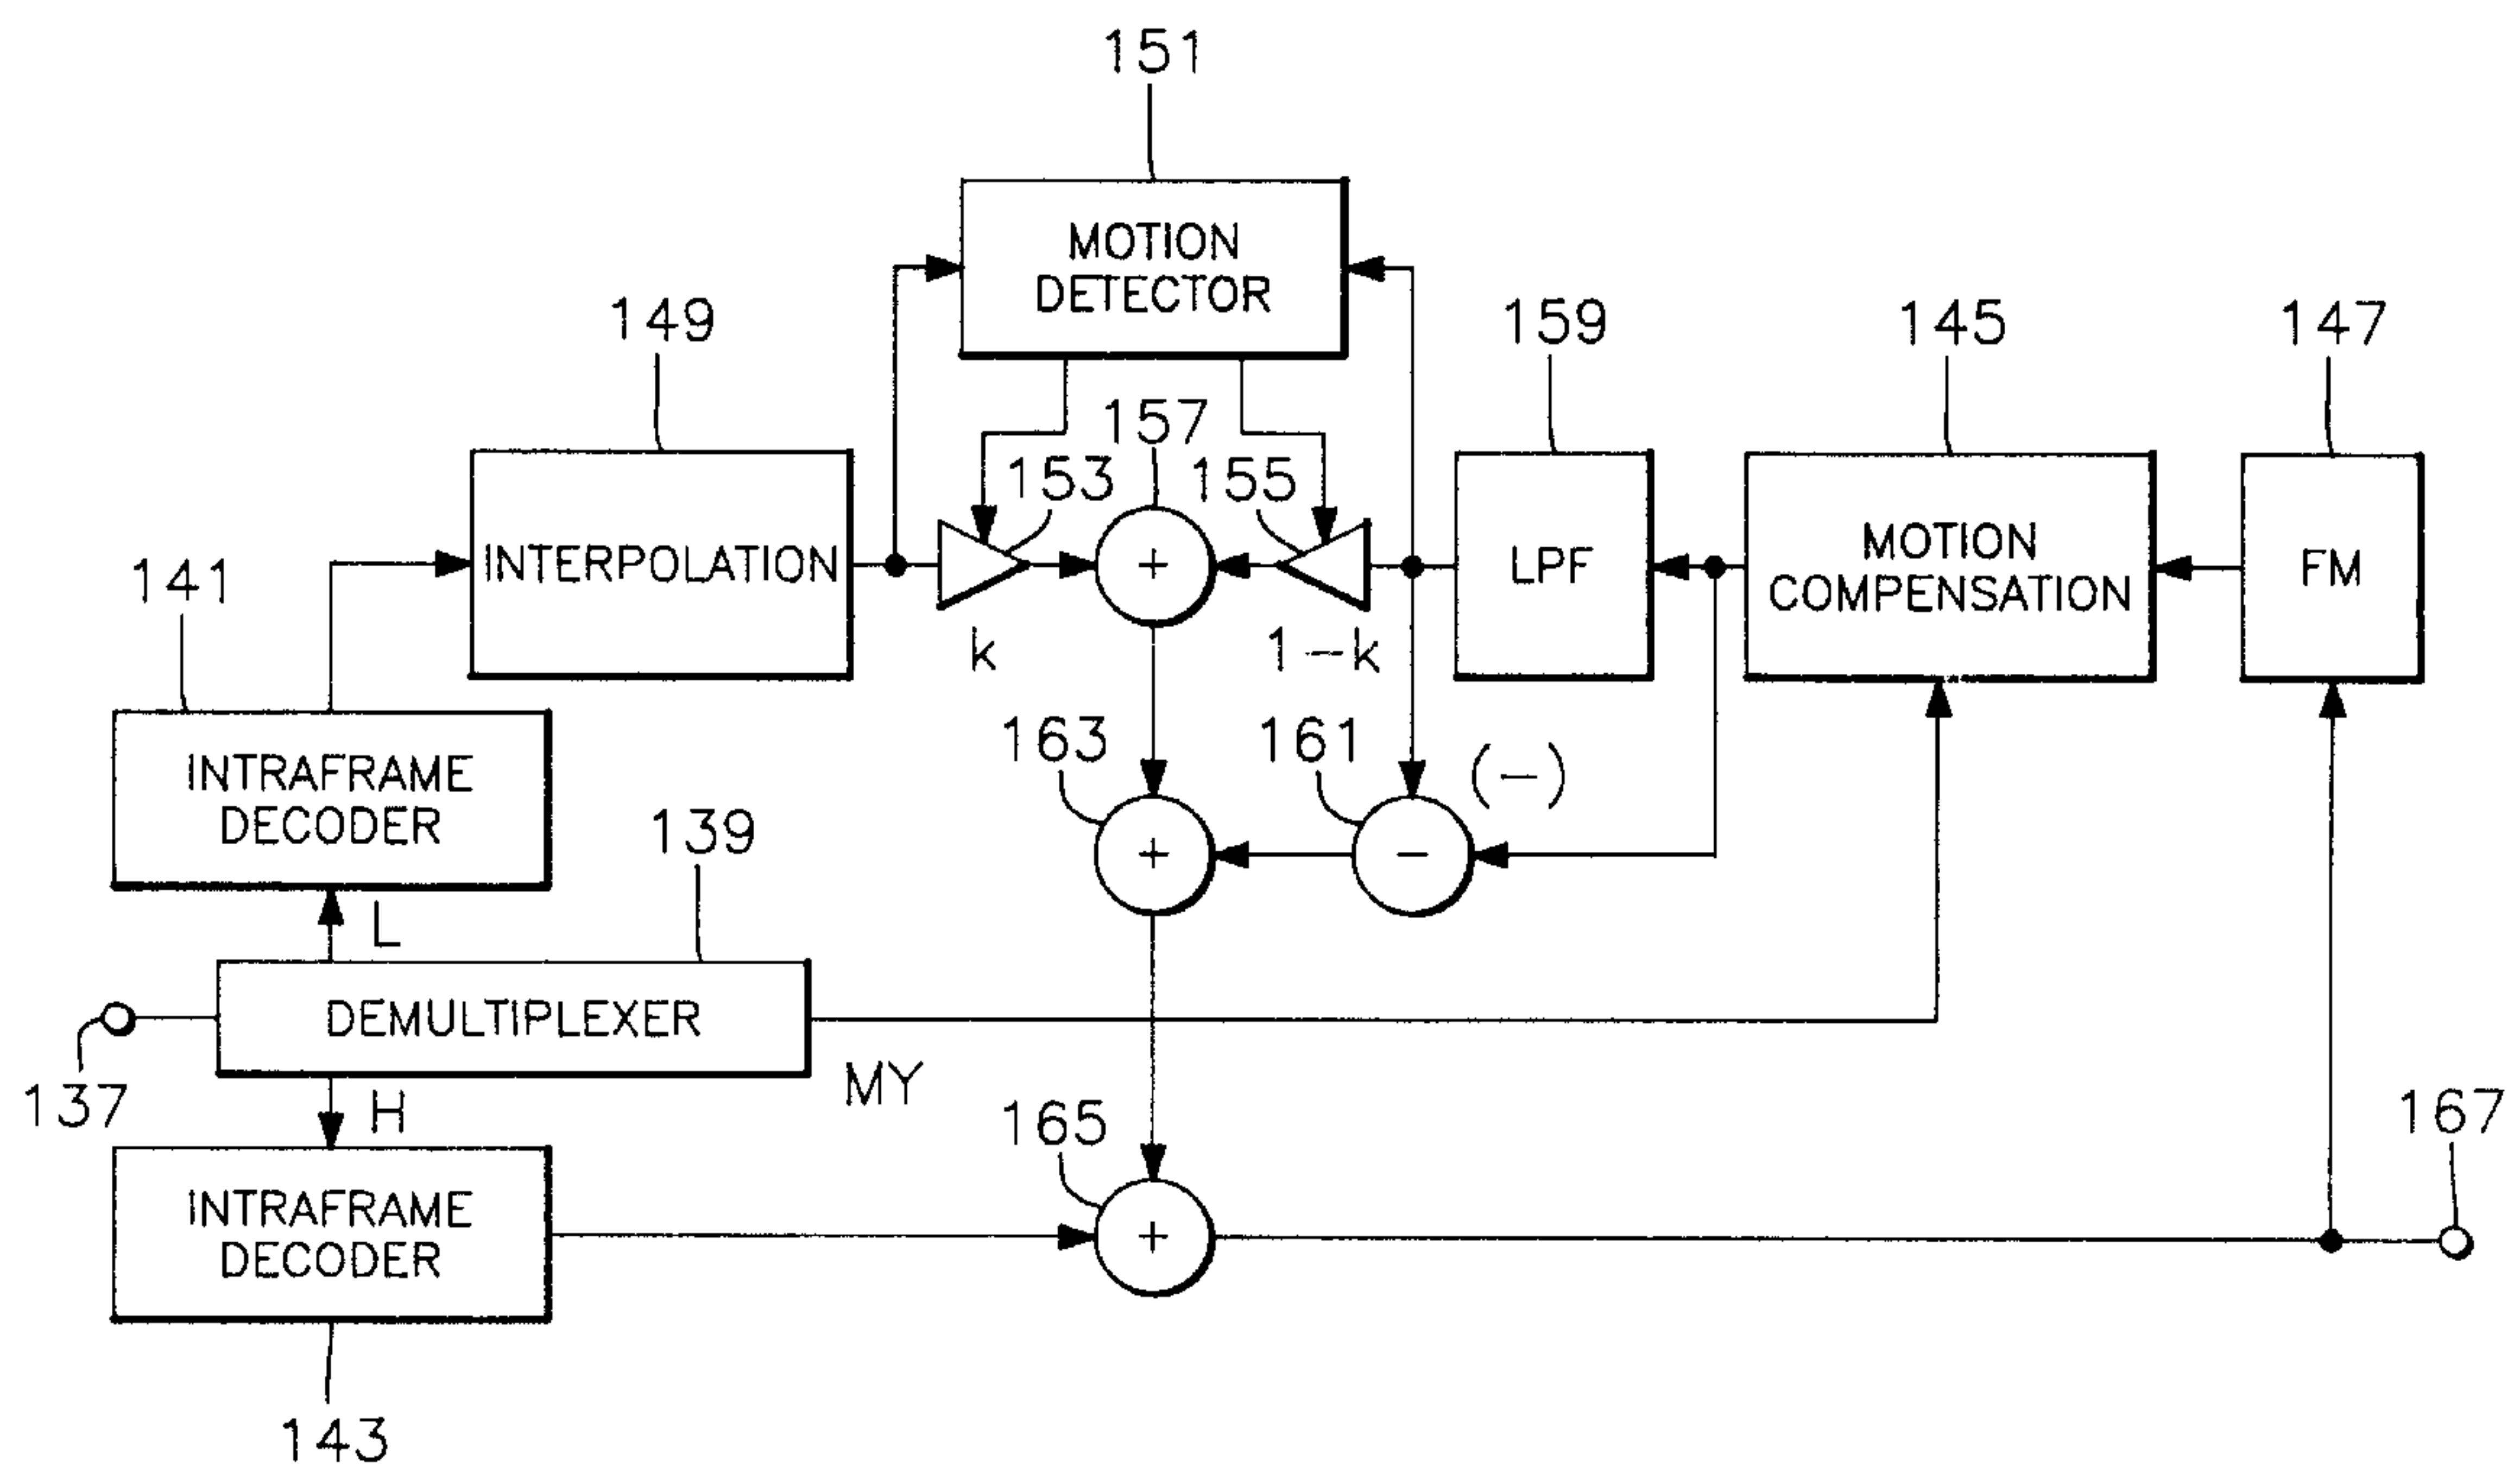 151
MOTION
DETECTOR
149
159
145
147
157
153
155
INTERPOLATION
+
LPF
MOTION
COMPENSATION
FM
141
k
1-k
163
161
(-)
INTRAFRAME
DECODER
139
+
-
L
DEMULTIPLEXER
137
H
MY
165
167
INTRAFRAME
DECODER
+
143